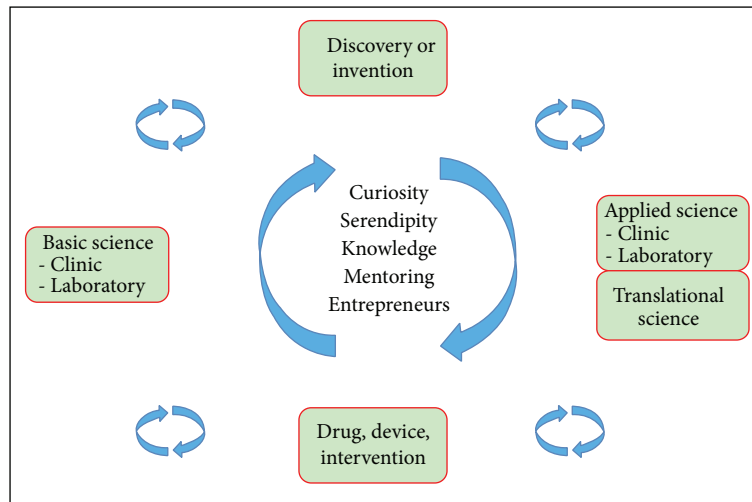 Discovery or
invention
Curiosity
Serendipity
Knowledge
Mentoring
Entrepreneurs
Basic science
- Clinic
- Laboratory
Applied science
- Clinic
- Laboratory
Translational
science
Drug, device,
intervention